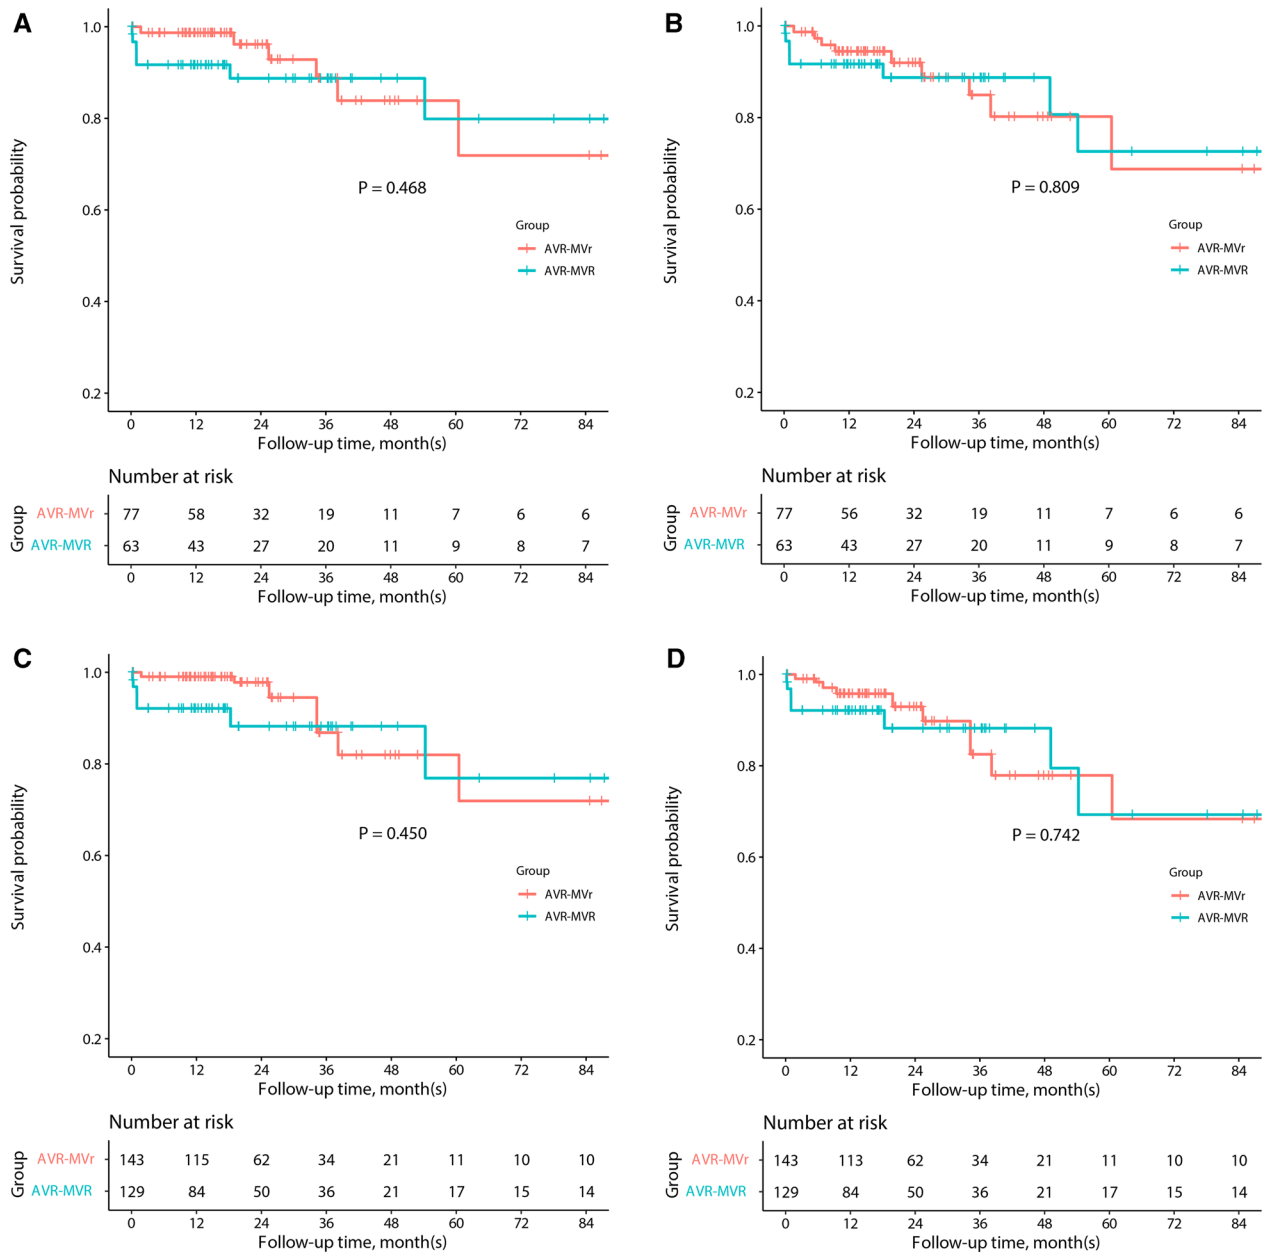 A
1.0
0.8
0.6
0.4
0.2
Survival probability
P = 0.468
Group
AVR-MVr
AVR-MVR
0 12 24 36 48 60 72 84
Follow-up time, month(s)
Number at risk
Group
AVR-MVr 77 58 32 19 11 7 6 6
AVR-MVR 63 43 27 20 11 9 8 7
0 12 24 36 48 60 72 84
Follow-up time, month(s)
B
1.0
0.8
0.6
0.4
0.2
Survival probability
P = 0.809
Group
AVR-MVr
AVR-MVR
0 12 24 36 48 60 72 84
Follow-up time, month(s)
Number at risk
Group
AVR-MVr 77 56 32 19 11 7 6 6
AVR-MVR 63 43 27 20 11 9 8 7
0 12 24 36 48 60 72 84
Follow-up time, month(s)
C
1.0
0.8
0.6
0.4
0.2
Survival probability
P = 0.450
Group
AVR-MVr
AVR-MVR
0 12 24 36 48 60 72 84
Follow-up time, month(s)
Number at risk
Group
AVR-MVr 143 115 62 34 21 11 10 10
AVR-MVR 129 84 50 36 21 17 15 14
0 12 24 36 48 60 72 84
Follow-up time, month(s)
D
1.0
0.8
0.6
0.4
0.2
Survival probability
P = 0.742
Group
AVR-MVr
AVR-MVR
0 12 24 36 48 60 72 84
Follow-up time, month(s)
Number at risk
Group
AVR-MVr 143 113 62 34 21 11 10 10
AVR-MVR 129 84 50 36 21 17 15 14
0 12 24 36 48 60 72 84
Follow-up time, month(s)